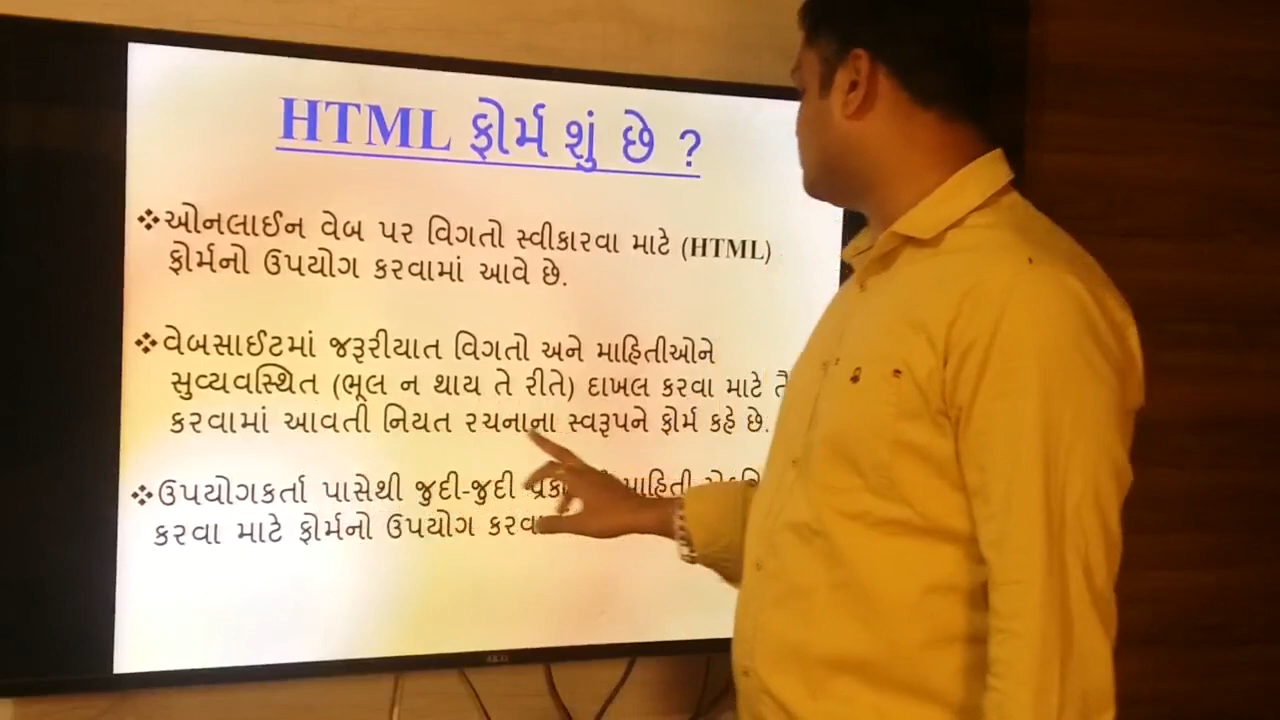 HTML ફોર્મ શું છે ?
❖ઓનલાઈન વેબ પર વિગતો સ્વીકારવા માટે (HTML)
ફોર્મનો ઉપયોગ કરવામાં આવે છે.
❖વેબસાઈટમાં જરૂરીયાત વિગતો અને માહિતીઓને
સુવ્યવસ્થિત (ભૂલ ન થાય તે રીતે) દાખલ કરવા માટે
કરવામાં આવતી નિયત રચનાના સ્વરૂપને ફોર્મ કહે છે.
❖ઉપયોગકર્તા પાસેથી જુદી-જુદી માહિતી
કરવા માટે ફોર્મનો ઉપયોગ